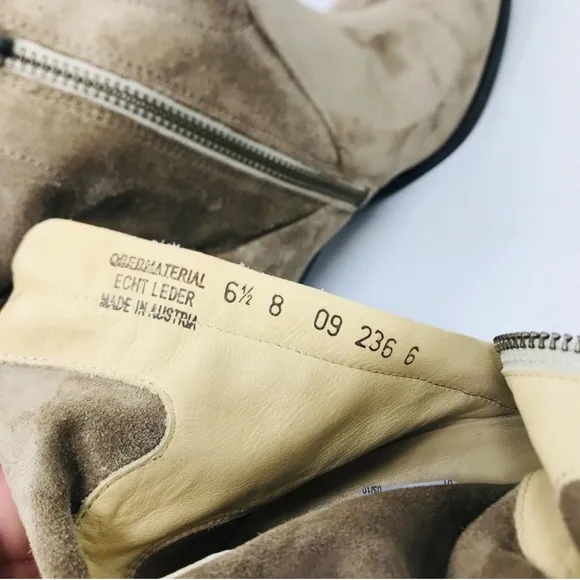 OBERMATERIAL
ECHT LEDER
MADE IN AUSTRIA
6½ 8 09 236 6